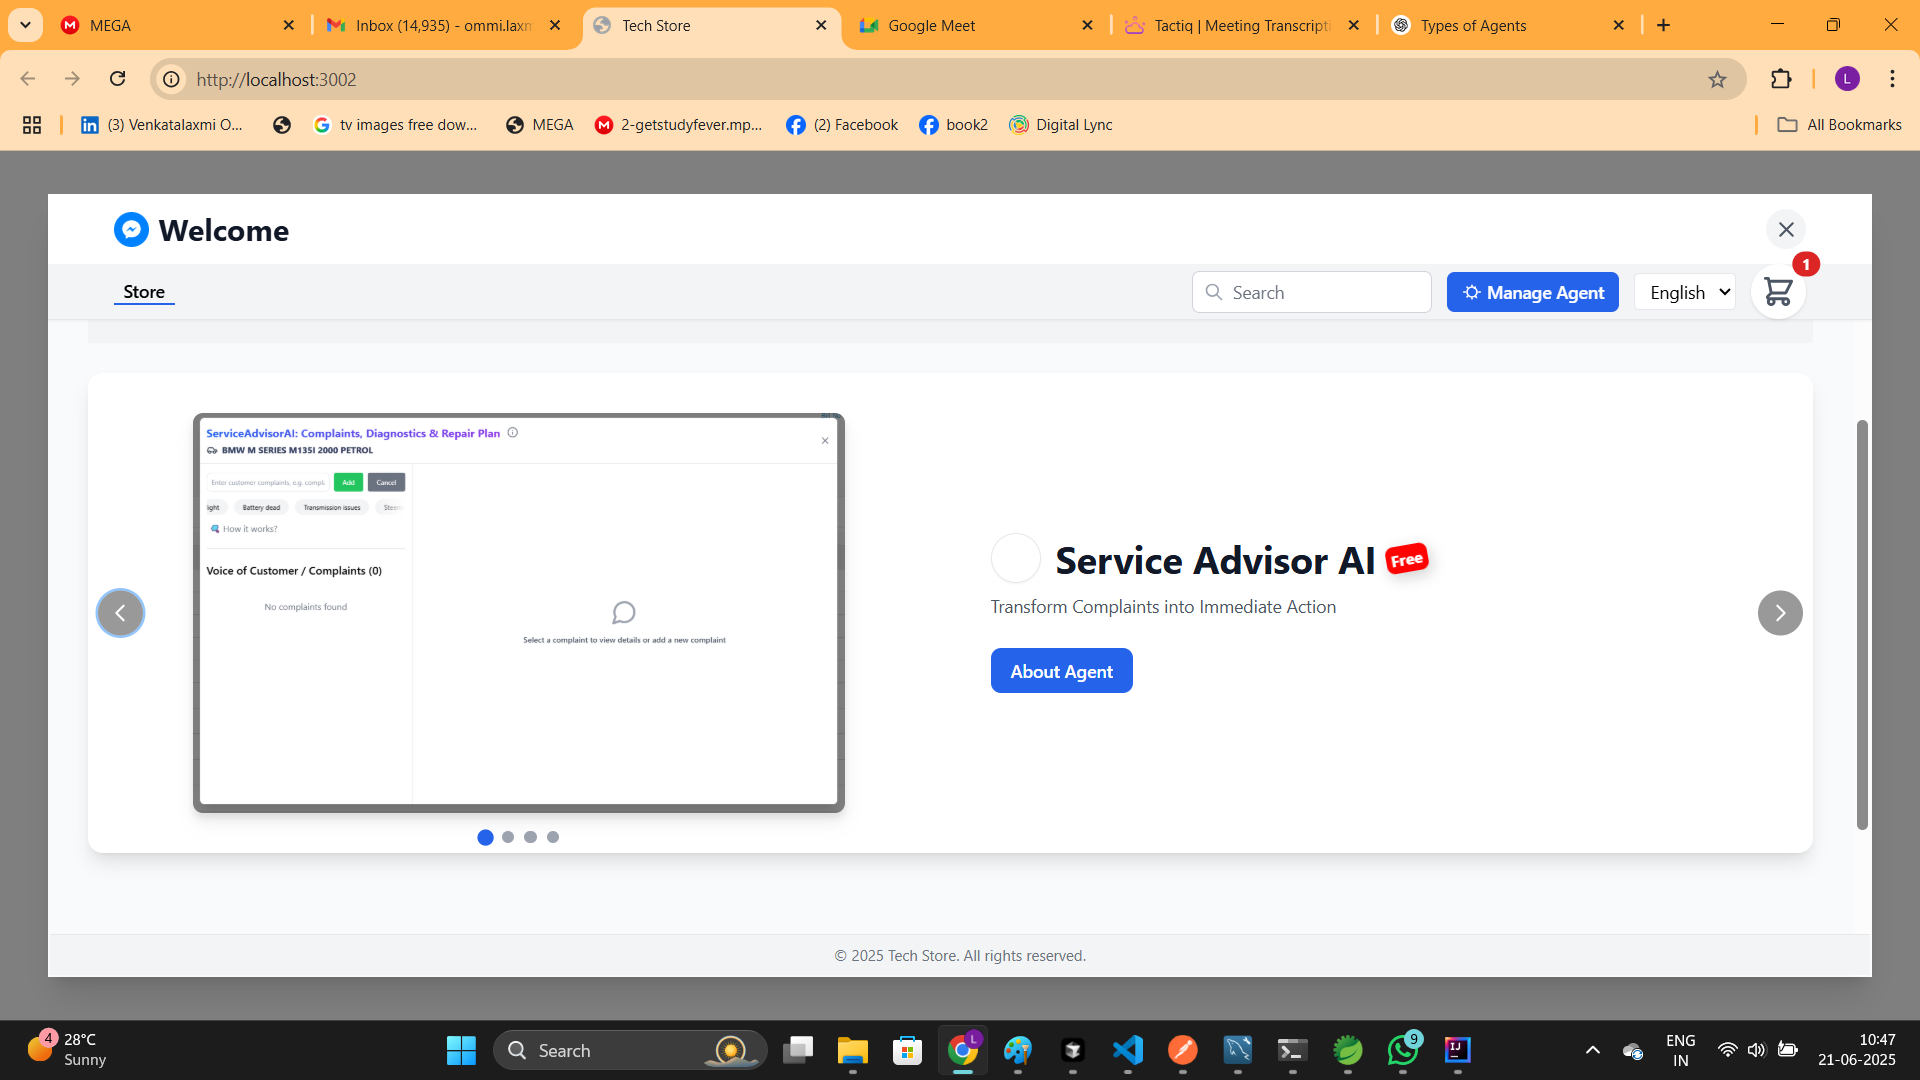 MEGA
Inbox (14,935) - ommi.laxm
Tech Store
Google Meet
Tactiq | Meeting Transcripti
Types of Agents
http://localhost:3002
L
(3) Venkatalaxmi O...
tv images free dow...
MEGA
2-getstudyfever.mp...
(2) Facebook
book2
Digital Lync
All Bookmarks
Welcome
1
Store
Search
Manage Agent
English
ServiceAdvisorAI: Complaints, Diagnostics & Repair Plan
BMW M SERIES M135I 2000 PETROL
Enter customer complaints, e.g. compl
Add
Cancel
ight
Battery dead
Transmission issues
Steeri
How it works?
Voice of Customer / Complaints (0)
No complaints found
Select a complaint to view details or add a new complaint
Service Advisor AI
Free
Transform Complaints into Immediate Action
About Agent
© 2025 Tech Store. All rights reserved.
4
28°C
Sunny
Search
L
9
IJ
ENG
IN
10:47
21-06-2025